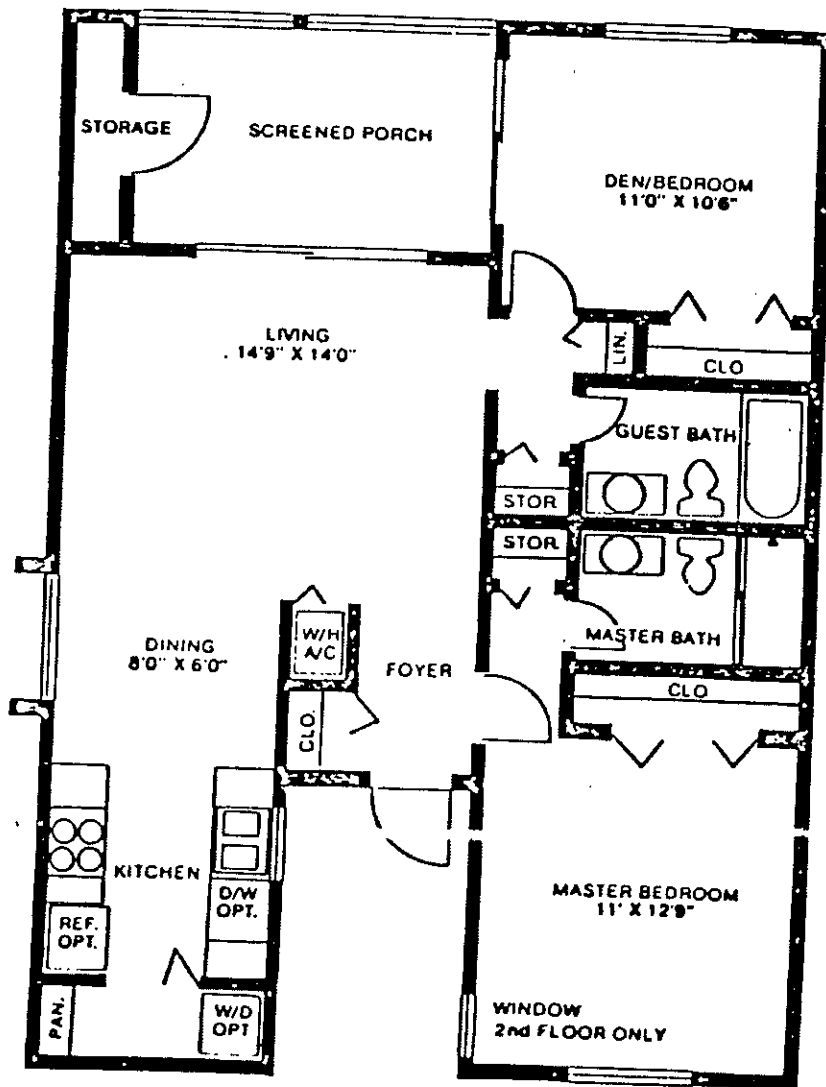 STORAGE
SCREENED PORCH
DEN/BEDROOM
11'0" X 10'6"
LIVING
14'9" X 14'0"
LIN.
CLO
GUEST BATH
STOR
STOR.
W/H
A/C
MASTER BATH
DINING
8'0" X 6'0"
FOYER
CLO
CLO.
KITCHEN
D/W
OPT.
REF.
OPT.
MASTER BEDROOM
11' X 12'9"
PAN.
W/D
OPT
WINDOW
2nd FLOOR ONLY